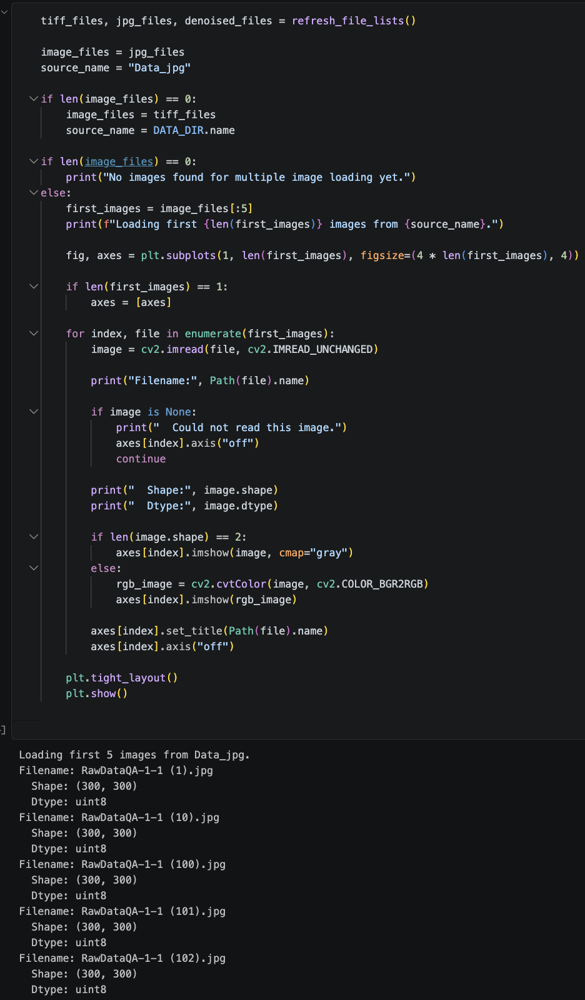 tiff_files, jpg_files, denoised_files = refresh_file_lists()
image_files = jpg_files
source_name = "Data_jpg"
if len(image_files) == 0:
    image_files = tiff_files
    source_name = DATA_DIR.name
if len(image_files) == 0:
    print("No images found for multiple image loading yet.")
else:
    first_images = image_files[:5]
    print(f"Loading first {len(first_images)} images from {source_name}.")
    fig, axes = plt.subplots(1, len(first_images), figsize=(4 * len(first_images), 4))
    if len(first_images) == 1:
        axes = [axes]
    for index, file in enumerate(first_images):
        image = cv2.imread(file, cv2.IMREAD_UNCHANGED)
        print("Filename:", Path(file).name)
        if image is None:
            print("  Could not read this image.")
            axes[index].axis("off")
            continue
        print("  Shape:", image.shape)
        print("  Dtype:", image.dtype)
        if len(image.shape) == 2:
            axes[index].imshow(image, cmap="gray")
        else:
            rgb_image = cv2.cvtColor(image, cv2.COLOR_BGR2RGB)
            axes[index].imshow(rgb_image)
        axes[index].set_title(Path(file).name)
        axes[index].axis("off")
    plt.tight_layout()
    plt.show()
]
Loading first 5 images from Data_jpg.
Filename: RawDataQA-1-1 (1).jpg
  Shape: (300, 300)
  Dtype: uint8
Filename: RawDataQA-1-1 (10).jpg
  Shape: (300, 300)
  Dtype: uint8
Filename: RawDataQA-1-1 (100).jpg
  Shape: (300, 300)
  Dtype: uint8
Filename: RawDataQA-1-1 (101).jpg
  Shape: (300, 300)
  Dtype: uint8
Filename: RawDataQA-1-1 (102).jpg
  Shape: (300, 300)
  Dtype: uint8